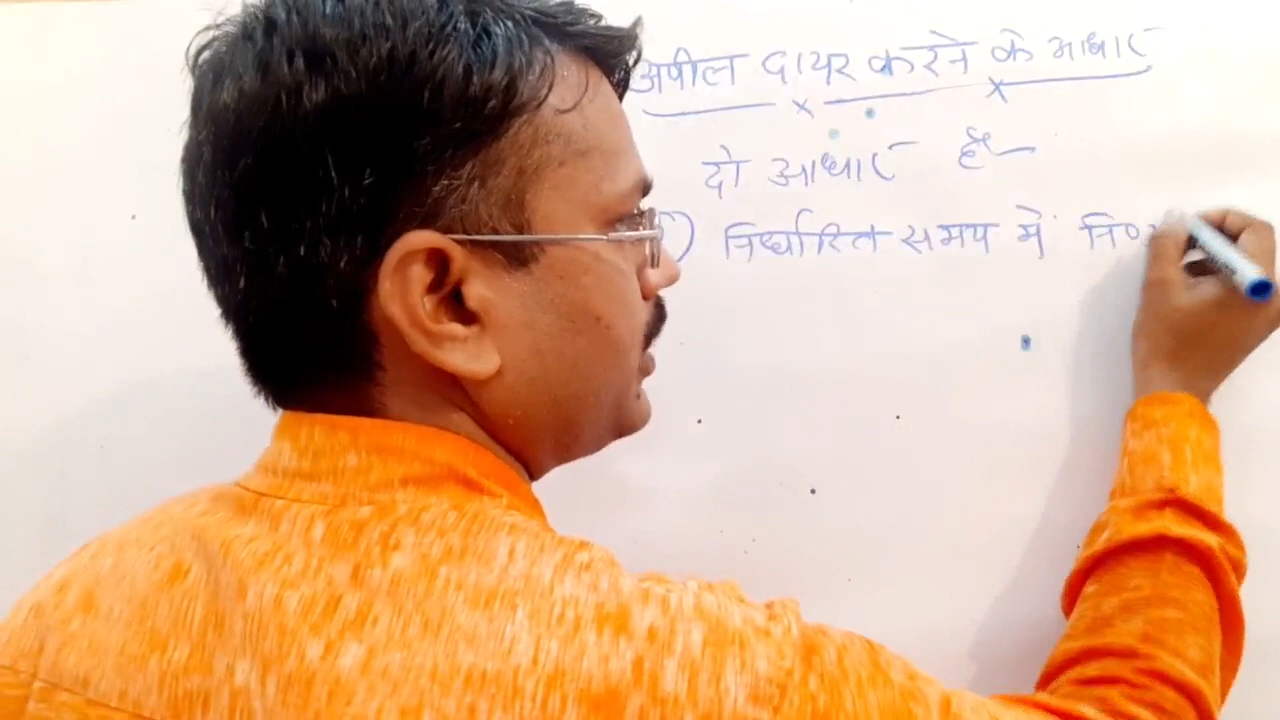 अपील दायर करने के आधार
दो आधार है
निर्धारित समय में